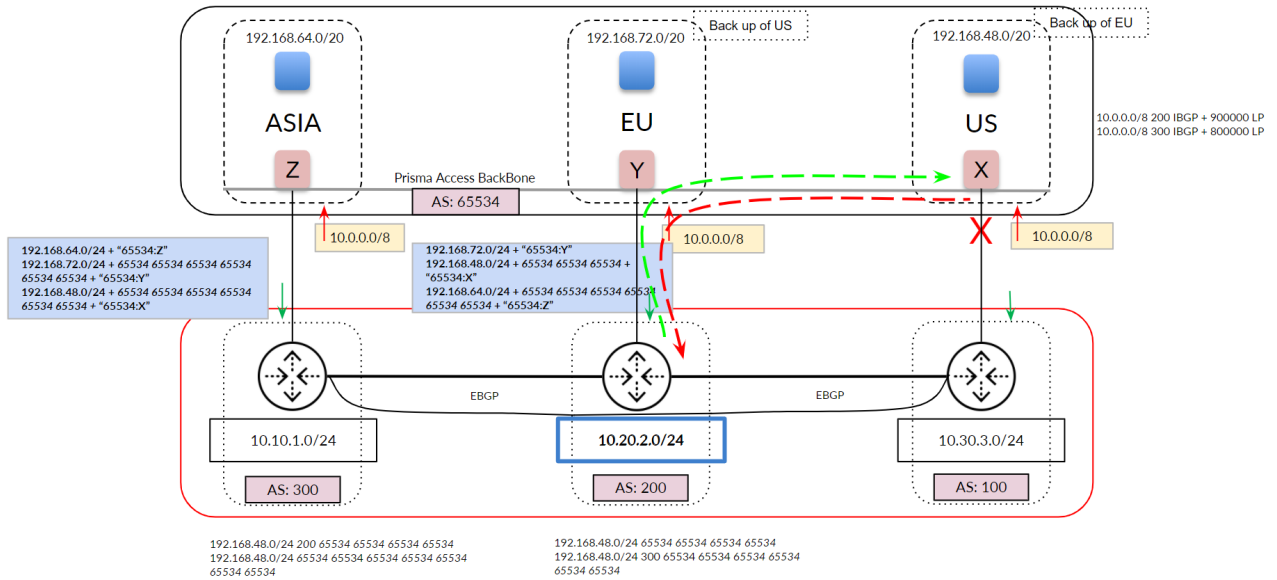 Back up of US
Back up of EU
192.168.64.0/20
192.168.72.0/20
192.168.48.0/20
ASIA
EU
US
10.0.0.0/8 200 IBGP + 900000 LP
10.0.0.0/8 300 IBGP + 800000 LP
Z
Y
X
Prisma Access BackBone
AS: 65534
10.0.0.0/8
10.0.0.0/8
X
10.0.0.0/8
192.168.64.0/24 + “65534:Z”
192.168.72.0/24 + 65534 65534 65534 65534
65534 65534 + “65534:Y”
192.168.48.0/24 + 65534 65534 65534 65534
65534 65534 + “65534:X”
192.168.72.0/24 + “65534:Y”
192.168.48.0/24 + 65534 65534 65534 +
“65534:X”
192.168.64.0/24 + 65534 65534 65534 65534
65534 65534 + “65534:Z”
EBGP
EBGP
10.10.1.0/24
10.20.2.0/24
10.30.3.0/24
AS: 300
AS: 200
AS: 100
192.168.48.0/24 200 65534 65534 65534 65534
192.168.48.0/24 65534 65534 65534 65534 65534
65534 65534
192.168.48.0/24 65534 65534 65534 65534
192.168.48.0/24 300 65534 65534 65534 65534
65534 65534